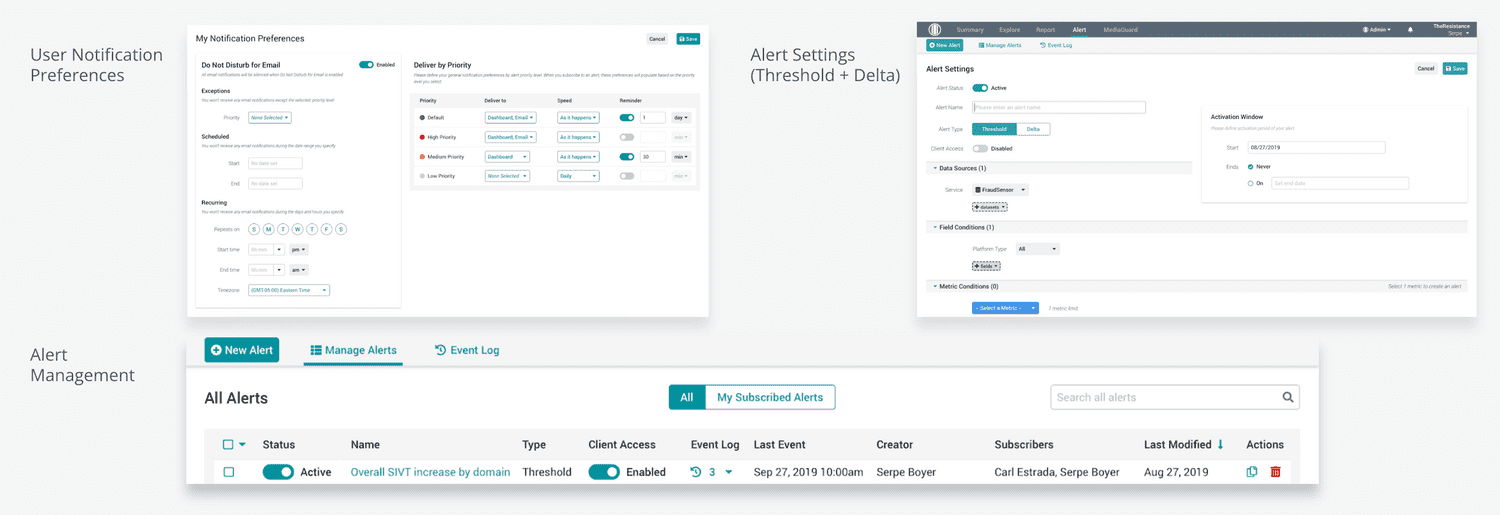 User Notification
Preferences
My Notification Preferences
Cancel
Save
Do Not Disturb for Email
Enabled
All email notifications will be planned when Do Not Disturb for Email is enabled
Exceptions
You won't receive any email notifications except the selected priority level
Priority
None Selected
Scheduled
You won't receive any email notifications during the date range you specify
Start
No date set
End
No date set
Recurring
You won't receive any email notifications during the days and hours you specify
Repeats on
S M T W T F S
Start time
pm
End time
am
Timezone
(GMT-05:00) Eastern Time
Deliver by Priority
Please define your general notification preferences by alert priority level. When you subscribe to an alert, these preferences will populate based on the priority
level you select
Priority Deliver to Speed Reminder
Default Dashboard, Email As it happens 1 day
High Priority Dashboard, Email As it happens min
Medium Priority Dashboard As it happens 30 min
Low Priority None Selected Daily min
Alert Settings
(Threshold + Delta)
Summary Explore Report Alert MediaGuard
Admin
TheResistance
Serpe
New Alert Manage Alerts Event Log
Alert Settings
Cancel
Save
Alert Status Active
Alert Name Please enter an alert name
Alert Type Threshold Delta
Client Access Disabled
Data Sources (1)
Service FraudSensor
+ datasets
Field Conditions (1)
Platform Type All
+ fields
Metric Conditions (0)
Select 1 metric to create an alert
- Select a Metric -
1 metric limit
Activation Window
Please define activation period of your alert
Start 08/27/2019
Ends Never
On Set end date
Alert
Management
New Alert Manage Alerts Event Log
All Alerts
All My Subscribed Alerts
Search all alerts
Status Name Type Client Access Event Log Last Event Creator Subscribers Last Modified Actions
Active Overall SIVT increase by domain Threshold Enabled 3 Sep 27, 2019 10:00am Serpe Boyer Carl Estrada, Serpe Boyer Aug 27, 2019